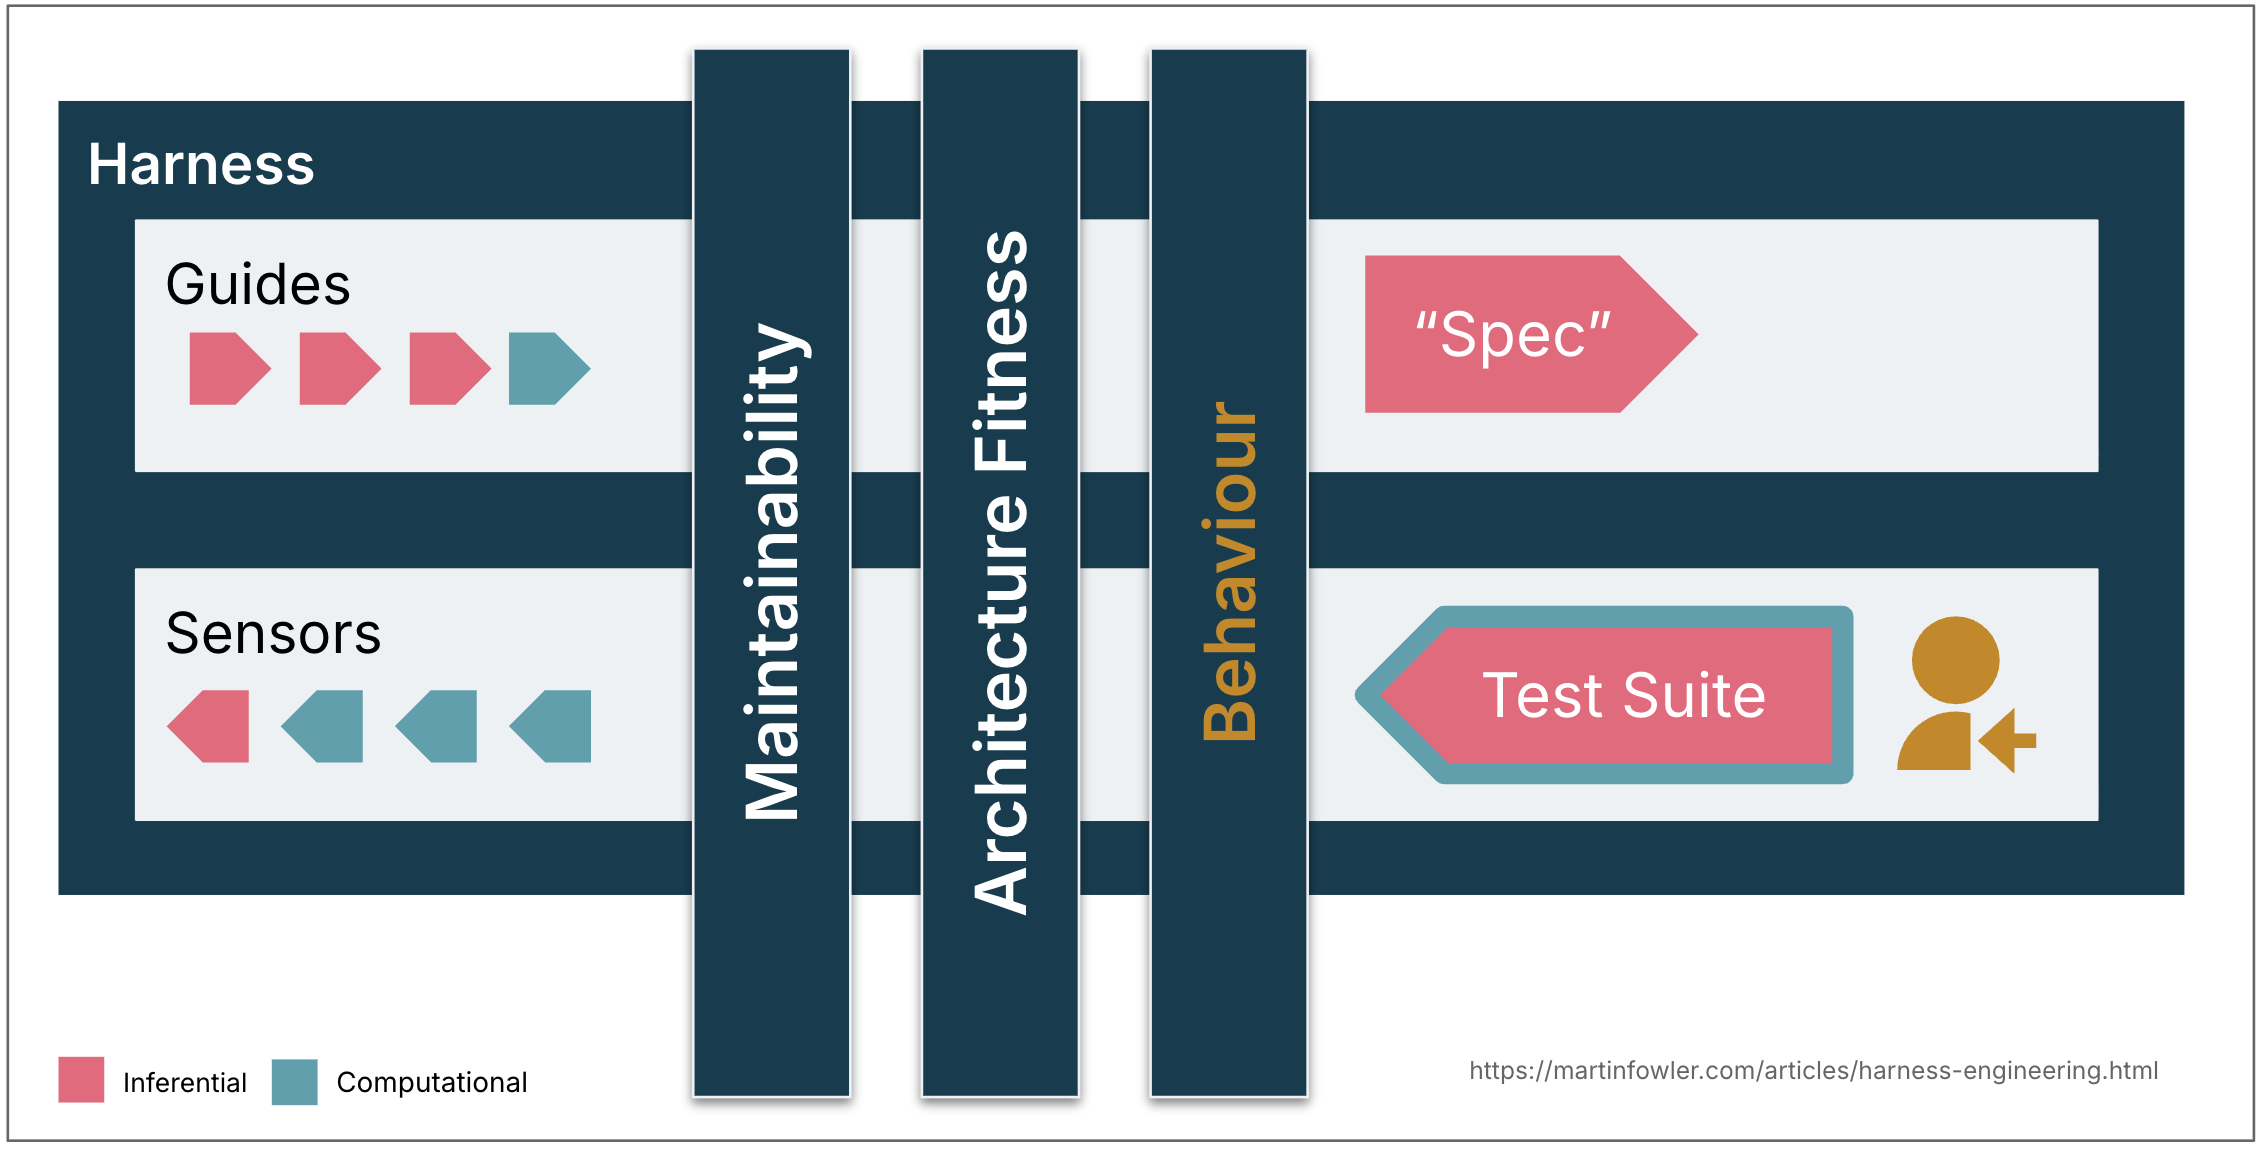 Harness
Guides
Sensors
Maintainability
Architecture Fitness
Behaviour
“Spec”
Test Suite
Inferential
Computational
https://martinfowler.com/articles/harness-engineering.html